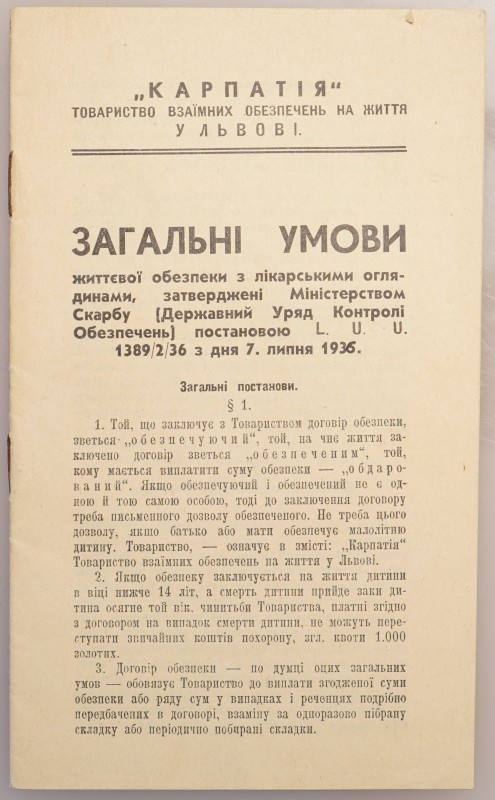 „КАРПАТІЯ“
ТОВАРИСТВО ВЗАЇМНИХ ОБЕЗПЕЧЕНЬ НА ЖИТТЯ
У ЛЬВОВІ.
ЗАГАЛЬНІ УМОВИ
життєвої обезпеки з лікарськими огля-
динами, затверджені Міністерством
Скарбу (Державний Уряд Контролі
Обезпечень) постановою L. U. U.
1389/2/36 з дня 7. липня 1936.
Загальні постанови.
§ 1.
1. Той, що заключує з Товариством договір обезпеки,
зветься „обезпечуючий“, той, на чиє життя за-
ключено договір зветься „обезпеченим“, той,
кому мається виплатити суму обезпеки — „обдаро-
ваний“. Якщо обезпечуючий і обезпечений не є од-
ною й тою самою особою, тоді до заключення договору
треба письменного дозволу обезпеченого. Не треба цього
дозволу, якшо батько або мати обезпечує малолітню
дитину. Товариство, — означує в змісті: „Карпатія“
Товариство взаїмних обезпечень на життя у Львові.
2. Якщо обезпеку заключується на життя дитини
в віці нижче 14 літ, а смерть дитини прийде заки ди-
тина осягне той вік. чинитьби Товариства, платні згідно
з договором на випадок смерти дитини, не можуть пере-
ступати звичайних коштів похорону, згл. квоти 1.000
золотих.
3. Договір обезпеки — по думці оцих загальних
умов — обовязує Товариство до виплати згодженої суми
обезпеки або ряду сум у випадках і реченцях подрібно
передбачених в договорі, взаміну за одноразово пібрану
складку або періодично побирані складки.